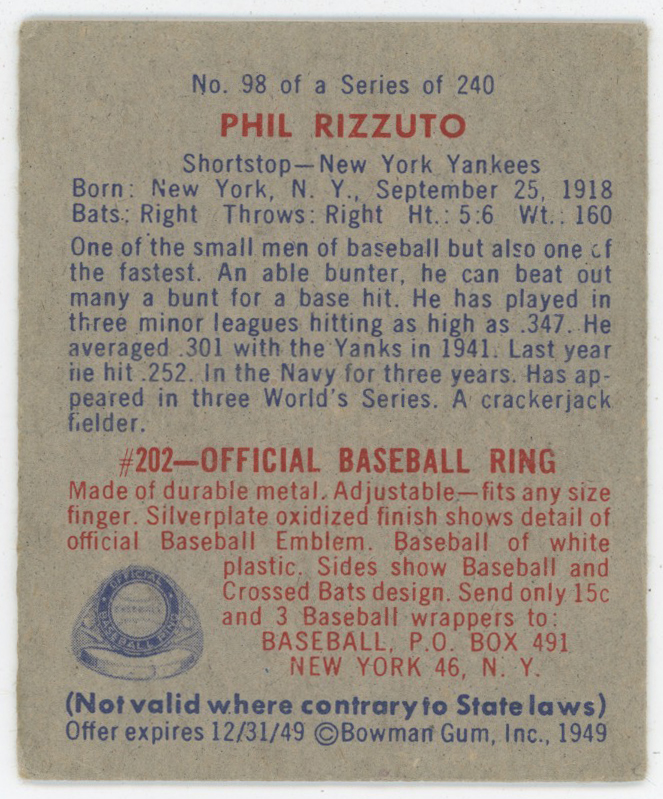 No. 98 of a Series of 240
PHIL RIZZUTO
Shortstop—New York Yankees
Born: New York, N. Y., September 25, 1918
Bats: Right Throws: Right Ht.: 5:6 Wt.: 160
One of the small men of baseball but also one of
the fastest. An able bunter, he can beat out
many a bunt for a base hit. He has played in
three minor leagues hitting as high as .347. He
averaged .301 with the Yanks in 1941. Last year
he hit .252. In the Navy for three years. Has ap-
peared in three World's Series. A crackerjack
fielder.
#202—OFFICIAL BASEBALL RING
Made of durable metal. Adjustable—fits any size
finger. Silverplate oxidized finish shows detail of
official Baseball Emblem. Baseball of white
plastic. Sides show Baseball and
Crossed Bats design. Send only 15c
and 3 Baseball wrappers to:
BASEBALL, P.O. BOX 491
NEW YORK 46, N. Y.
OFFICIAL
BASEBALL
BASEBALL RING
(Not valid where contrary to State laws)
Offer expires 12/31/49 ©Bowman Gum, Inc., 1949